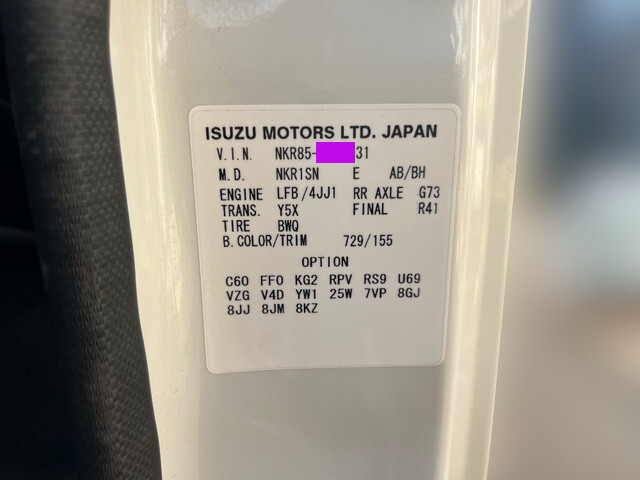 ISUZU MOTORS LTD. JAPAN
V.I.N. NKR85-31
M.D. NKR1SN E AB/BH
ENGINE LFB/4JJ1 RR AXLE G73
TRANS. Y5X FINAL R41
TIRE BWQ
B.COLOR/TRIM 729/155
OPTION
C60 FF0 KG2 RPV RS9 U69
VZG V4D YW1 25W 7VP 8GJ
8JJ 8JM 8KZ